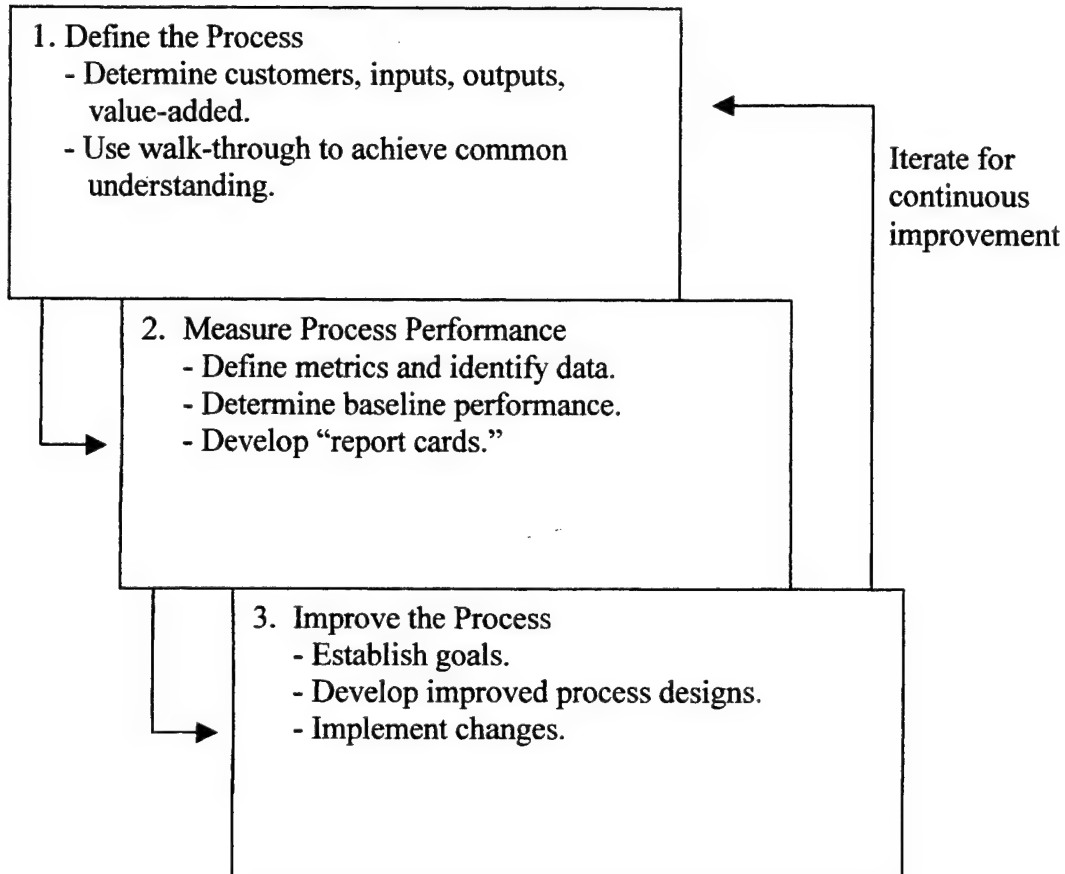 1. Define the Process
- Determine customers, inputs, outputs,
value-added.
- Use walk-through to achieve common
understanding.
Iterate for
continuous
improvement
2. Measure Process Performance
- Define metrics and identify data.
- Determine baseline performance.
- Develop “report cards.”
3. Improve the Process
- Establish goals.
- Develop improved process designs.
- Implement changes.